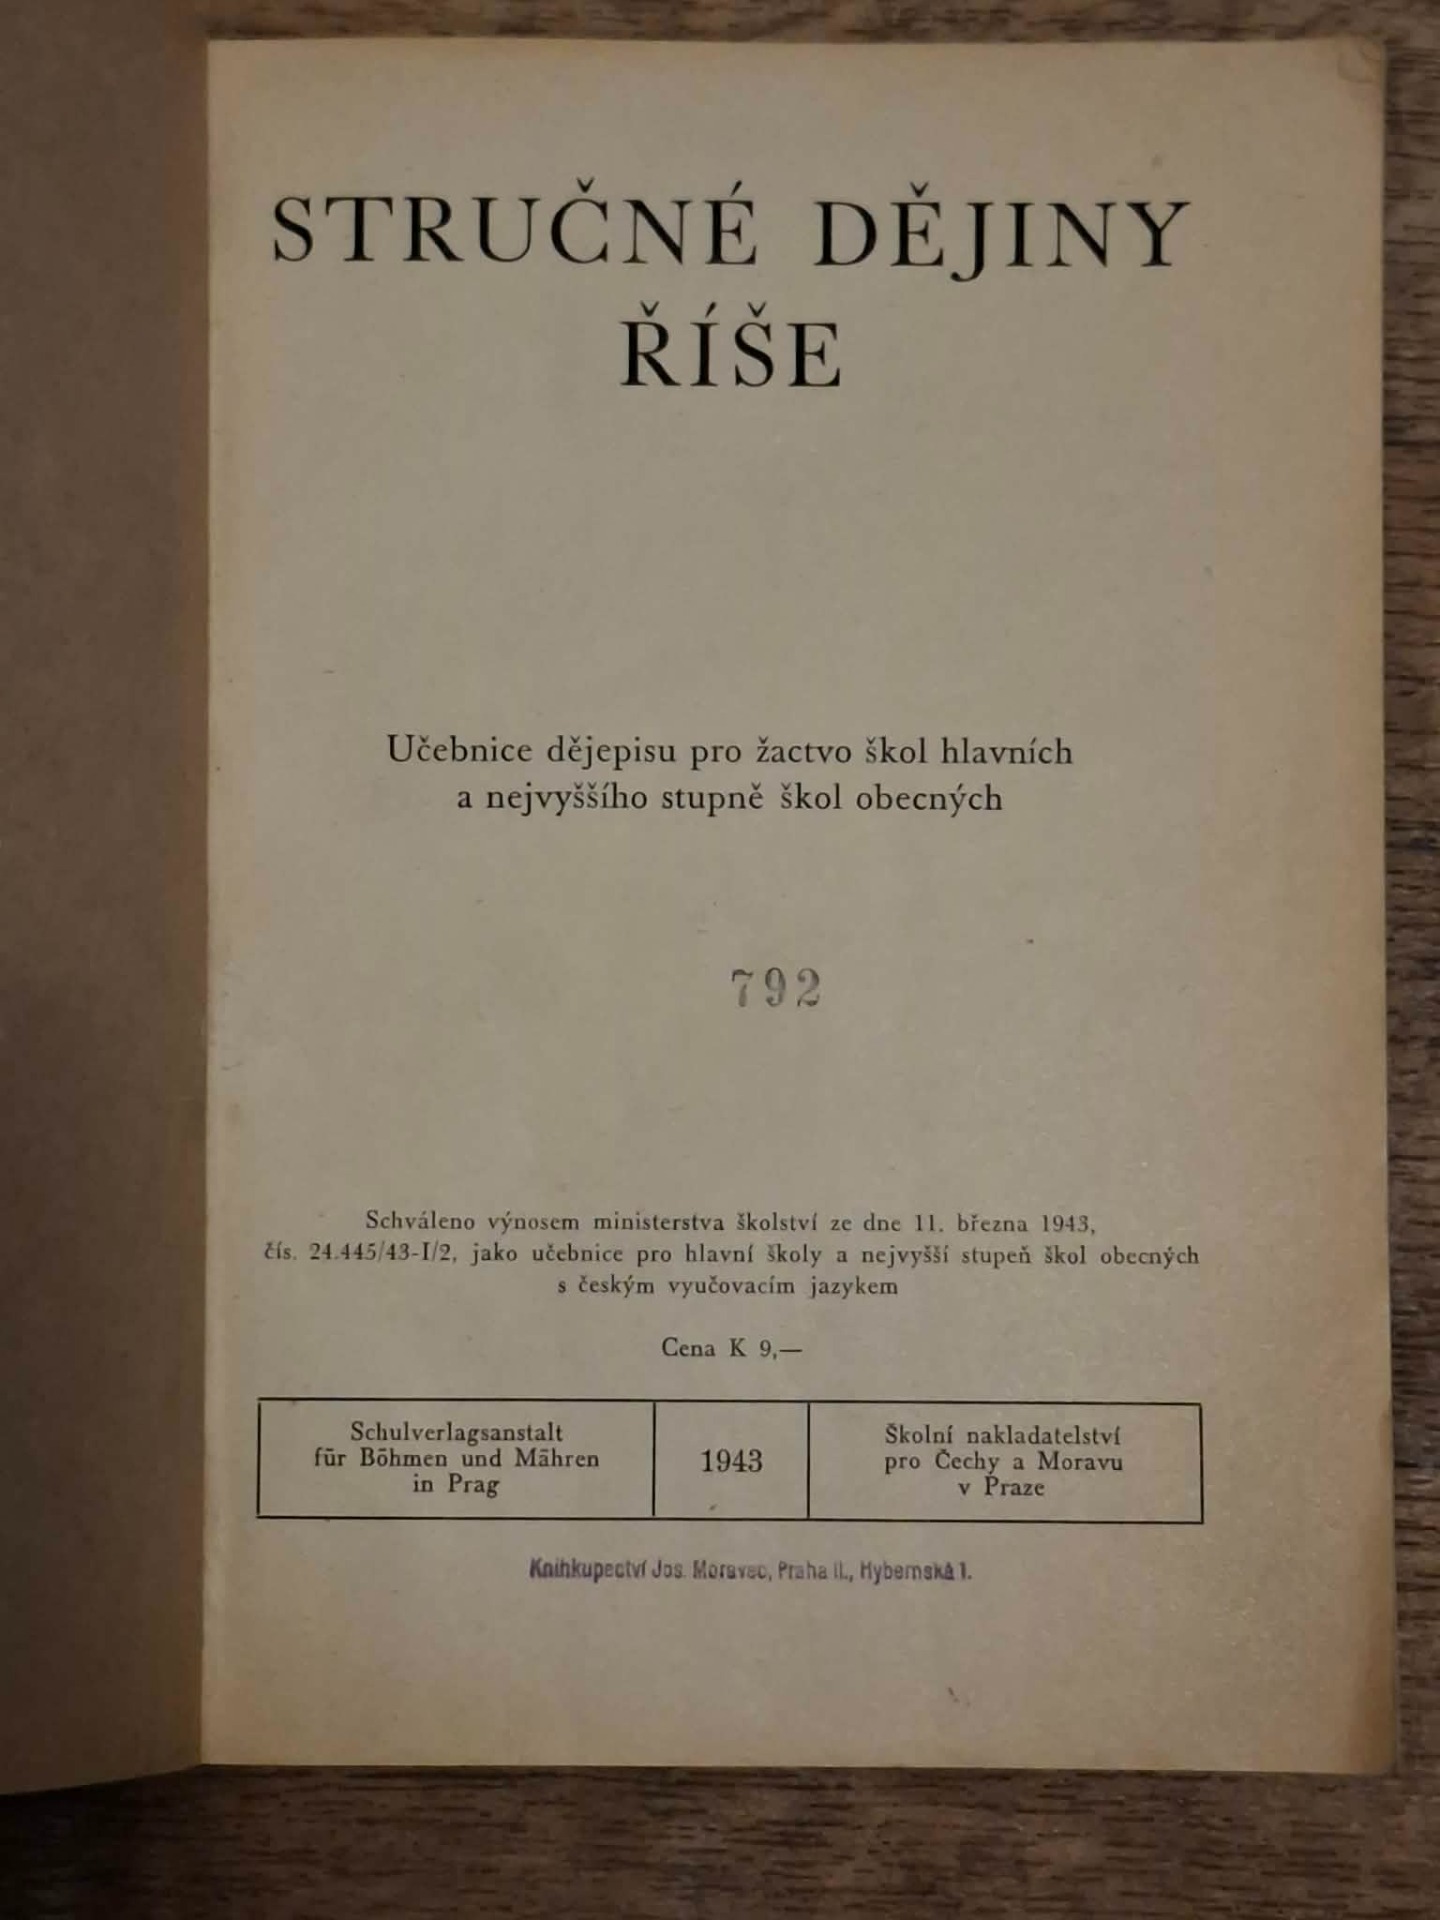 STRUČNÉ DĚJINY
ŘÍŠE
Učebnice dějepisu pro žactvo škol hlavních
a nejvyššího stupně škol obecných
792
Schváleno výnosem ministerstva školství ze dne 11. března 1943,
čís. 24.445/43-I/2, jako učebnice pro hlavní školy a nejvyšší stupeň škol obecných
s českým vyučovacím jazykem
Cena K 9,—
Schulverlagsanstalt
für Böhmen und Mähren
in Prag
1943
Školní nakladatelství
pro Čechy a Moravu
v Praze
Knihkupectví Jos. Moravec, Praha II., Hybernská 1.